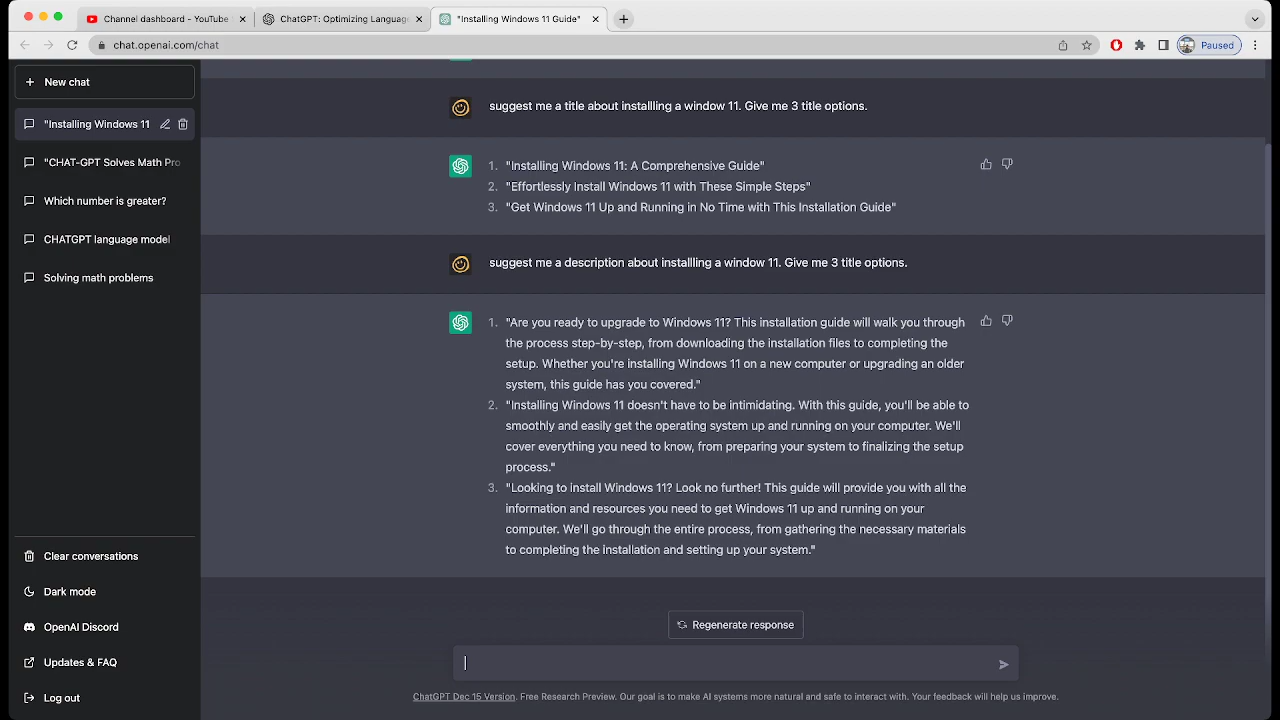 Channel dashboard - YouTube
ChatGPT: Optimizing Language
"Installing Windows 11 Guide"
chat.openai.com/chat
Paused
New chat
"Installing Windows 11
"CHAT-GPT Solves Math Pro
Which number is greater?
CHATGPT language model
Solving math problems
Clear conversations
Dark mode
OpenAI Discord
Updates & FAQ
Log out
suggest me a title about installling a window 11. Give me 3 title options.
1. "Installing Windows 11: A Comprehensive Guide"
2. "Effortlessly Install Windows 11 with These Simple Steps"
3. "Get Windows 11 Up and Running in No Time with This Installation Guide"
suggest me a description about installling a window 11. Give me 3 title options.
1. "Are you ready to upgrade to Windows 11? This installation guide will walk you through
the process step-by-step, from downloading the installation files to completing the
setup. Whether you're installing Windows 11 on a new computer or upgrading an older
system, this guide has you covered."
2. "Installing Windows 11 doesn't have to be intimidating. With this guide, you'll be able to
smoothly and easily get the operating system up and running on your computer. We'll
cover everything you need to know, from preparing your system to finalizing the setup
process."
3. "Looking to install Windows 11? Look no further! This guide will provide you with all the
information and resources you need to get Windows 11 up and running on your
computer. We'll go through the entire process, from gathering the necessary materials
to completing the installation and setting up your system."
Regenerate response
ChatGPT Dec 15 Version. Free Research Preview. Our goal is to make AI systems more natural and safe to interact with. Your feedback will help us improve.